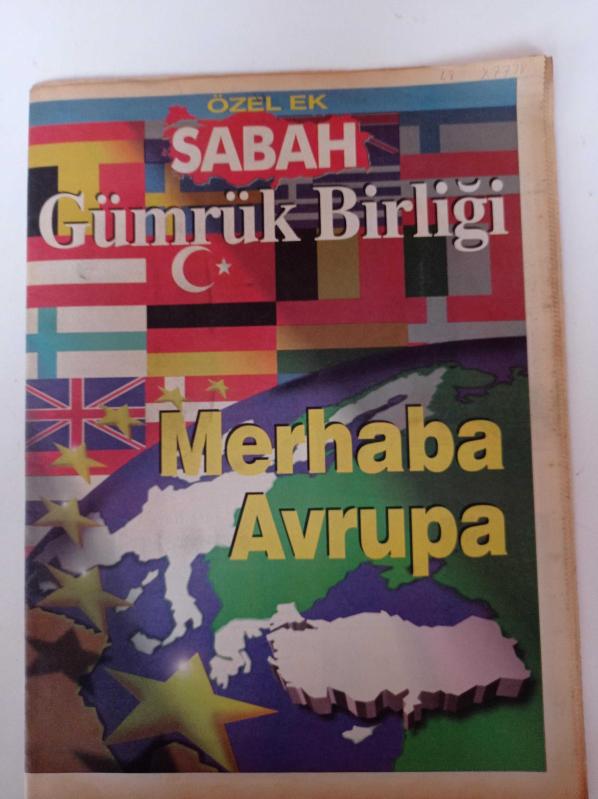 ÖZEL EK
SABAH
Gümrük Birliği
Merhaba
Avrupa